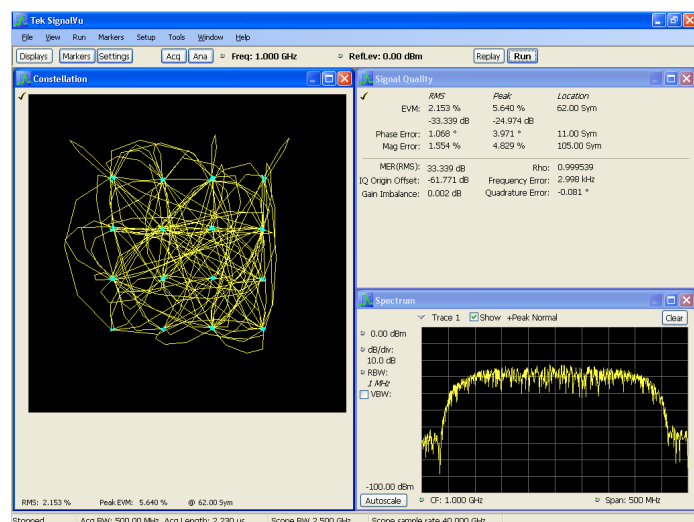 Tek SignalVu
File View Run Markers Setup Tools Window Help
Displays Markers Settings Acq Ana Freq: 1.000 GHz RefLev: 0.00 dBm Replay Run
Constellation
RMS: 2.153 % Peak EVM: 5.640 % @ 62.00 Sym
Signal Quality
RMS Peak Location
EVM: 2.153 % 5.640 % 62.00 Sym
-33.339 dB -24.974 dB
Phase Error: 1.068 ° 3.971 ° 11.00 Sym
Mag Error: 1.554 % 4.829 % 105.00 Sym
MER(RMS): 33.339 dB Rho: 0.999539
IQ Origin Offset: -61.771 dB Frequency Error: 2.998 kHz
Gain Imbalance: 0.002 dB Quadrature Error: -0.081 °
Spectrum
Trace 1 Show +Peak Normal Clear
0.00 dBm
dB/div:
10.0 dB
RBW:
1 MHz
VBW:
-100.00 dBm
Autoscale CF: 1.000 GHz Span: 500 MHz
Stopped Acq BW: 500.00 MHz, Acq Length: 2.230 us Scope BW 2.500 GHz Scope sample rate 40.000 GHz